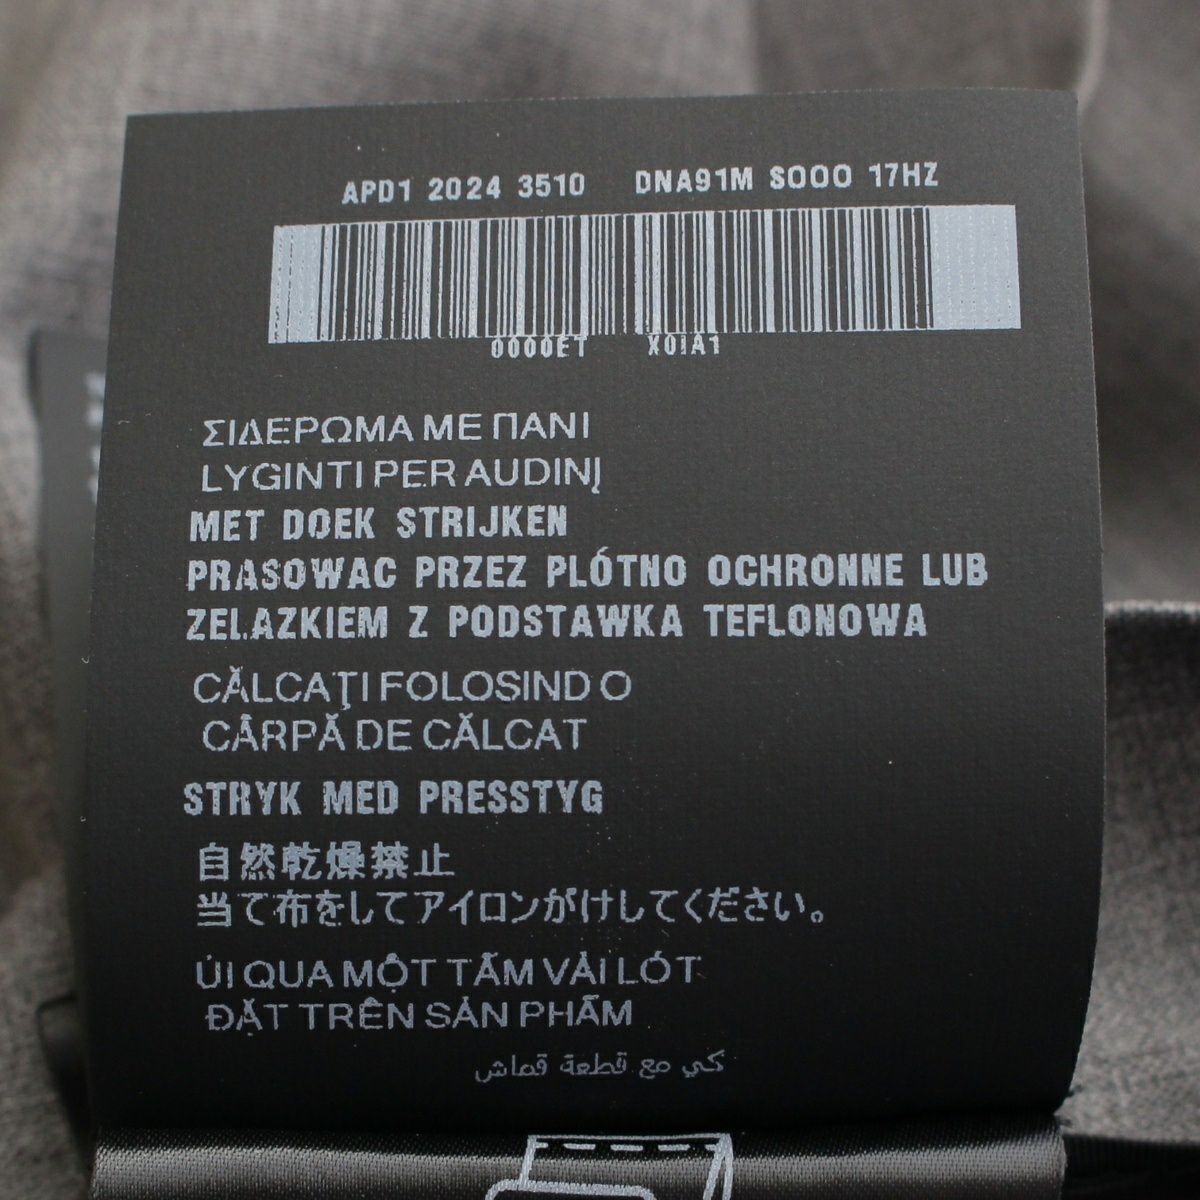 APD1 2024 3510 DNA91M SOOO 17HZ
0000ET X0IA1
ΣΙΔΕΡΩΜΑ ΜΕ ΠΑΝΙ
LYGINTI PER AUDINĮ
MET DOEK STRIJKEN
PRASOWAC PRZEZ PLÓTNO OCHRONNE LUB
ZELAZKIEM Z PODSTAWKA TEFLONOWA
CĂLCAŢI FOLOSIND O
CÂRPĂ DE CĂLCAT
STRYK MED PRESSTYG
自然乾燥禁止
当て布をしてアイロンがけしてください。
ỦI QUA MỘT TẤM VẢI LÓT
ĐẶT TRÊN SẢN PHẨM
كي مع قطعة قماش